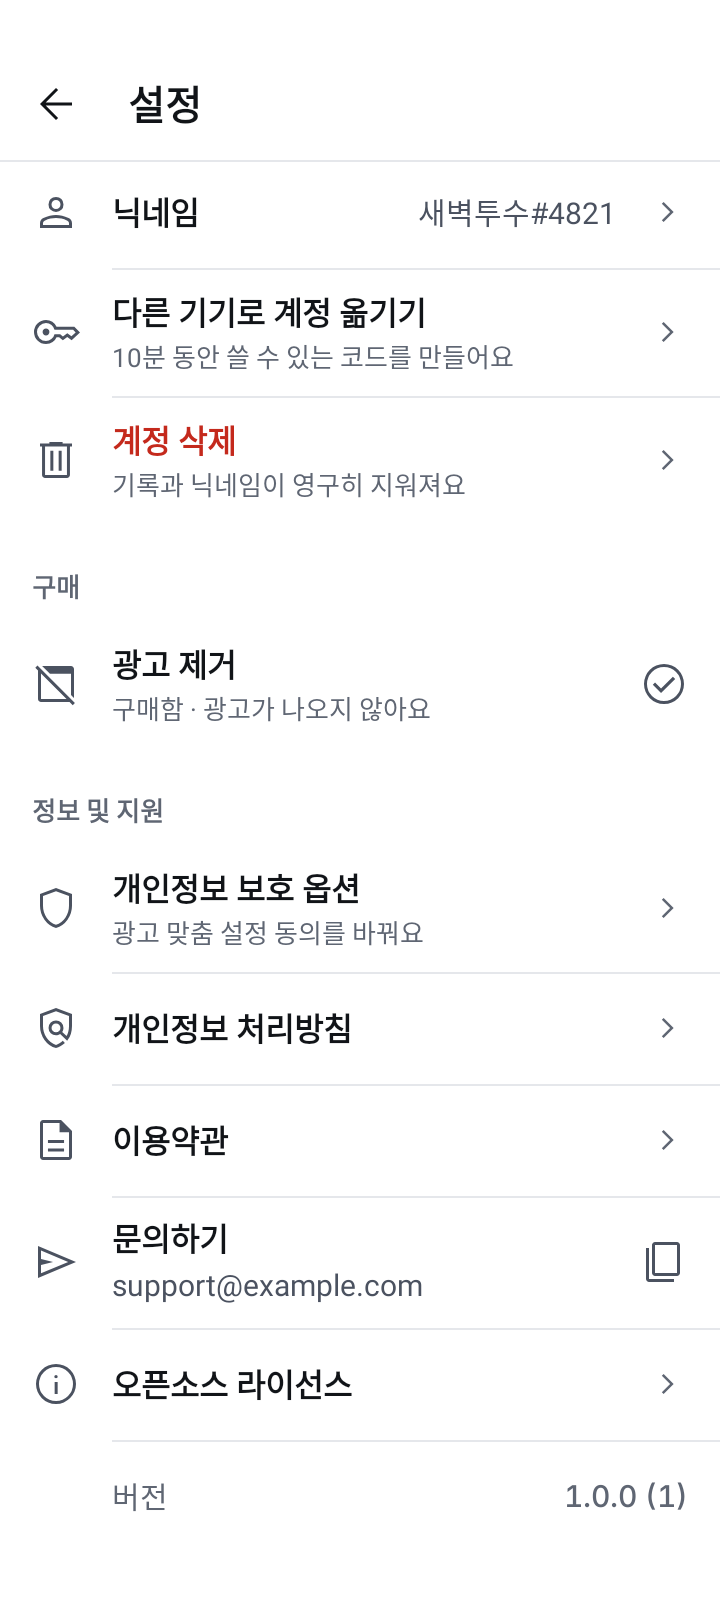 설정
닉네임 새벽투수#4821
다른 기기로 계정 옮기기
10분 동안 쓸 수 있는 코드를 만들어요
계정 삭제
기록과 닉네임이 영구히 지워져요
구매
광고 제거
구매함 · 광고가 나오지 않아요
정보 및 지원
개인정보 보호 옵션
광고 맞춤 설정 동의를 바꿔요
개인정보 처리방침
이용약관
문의하기
support@example.com
오픈소스 라이선스
버전 1.0.0 (1)